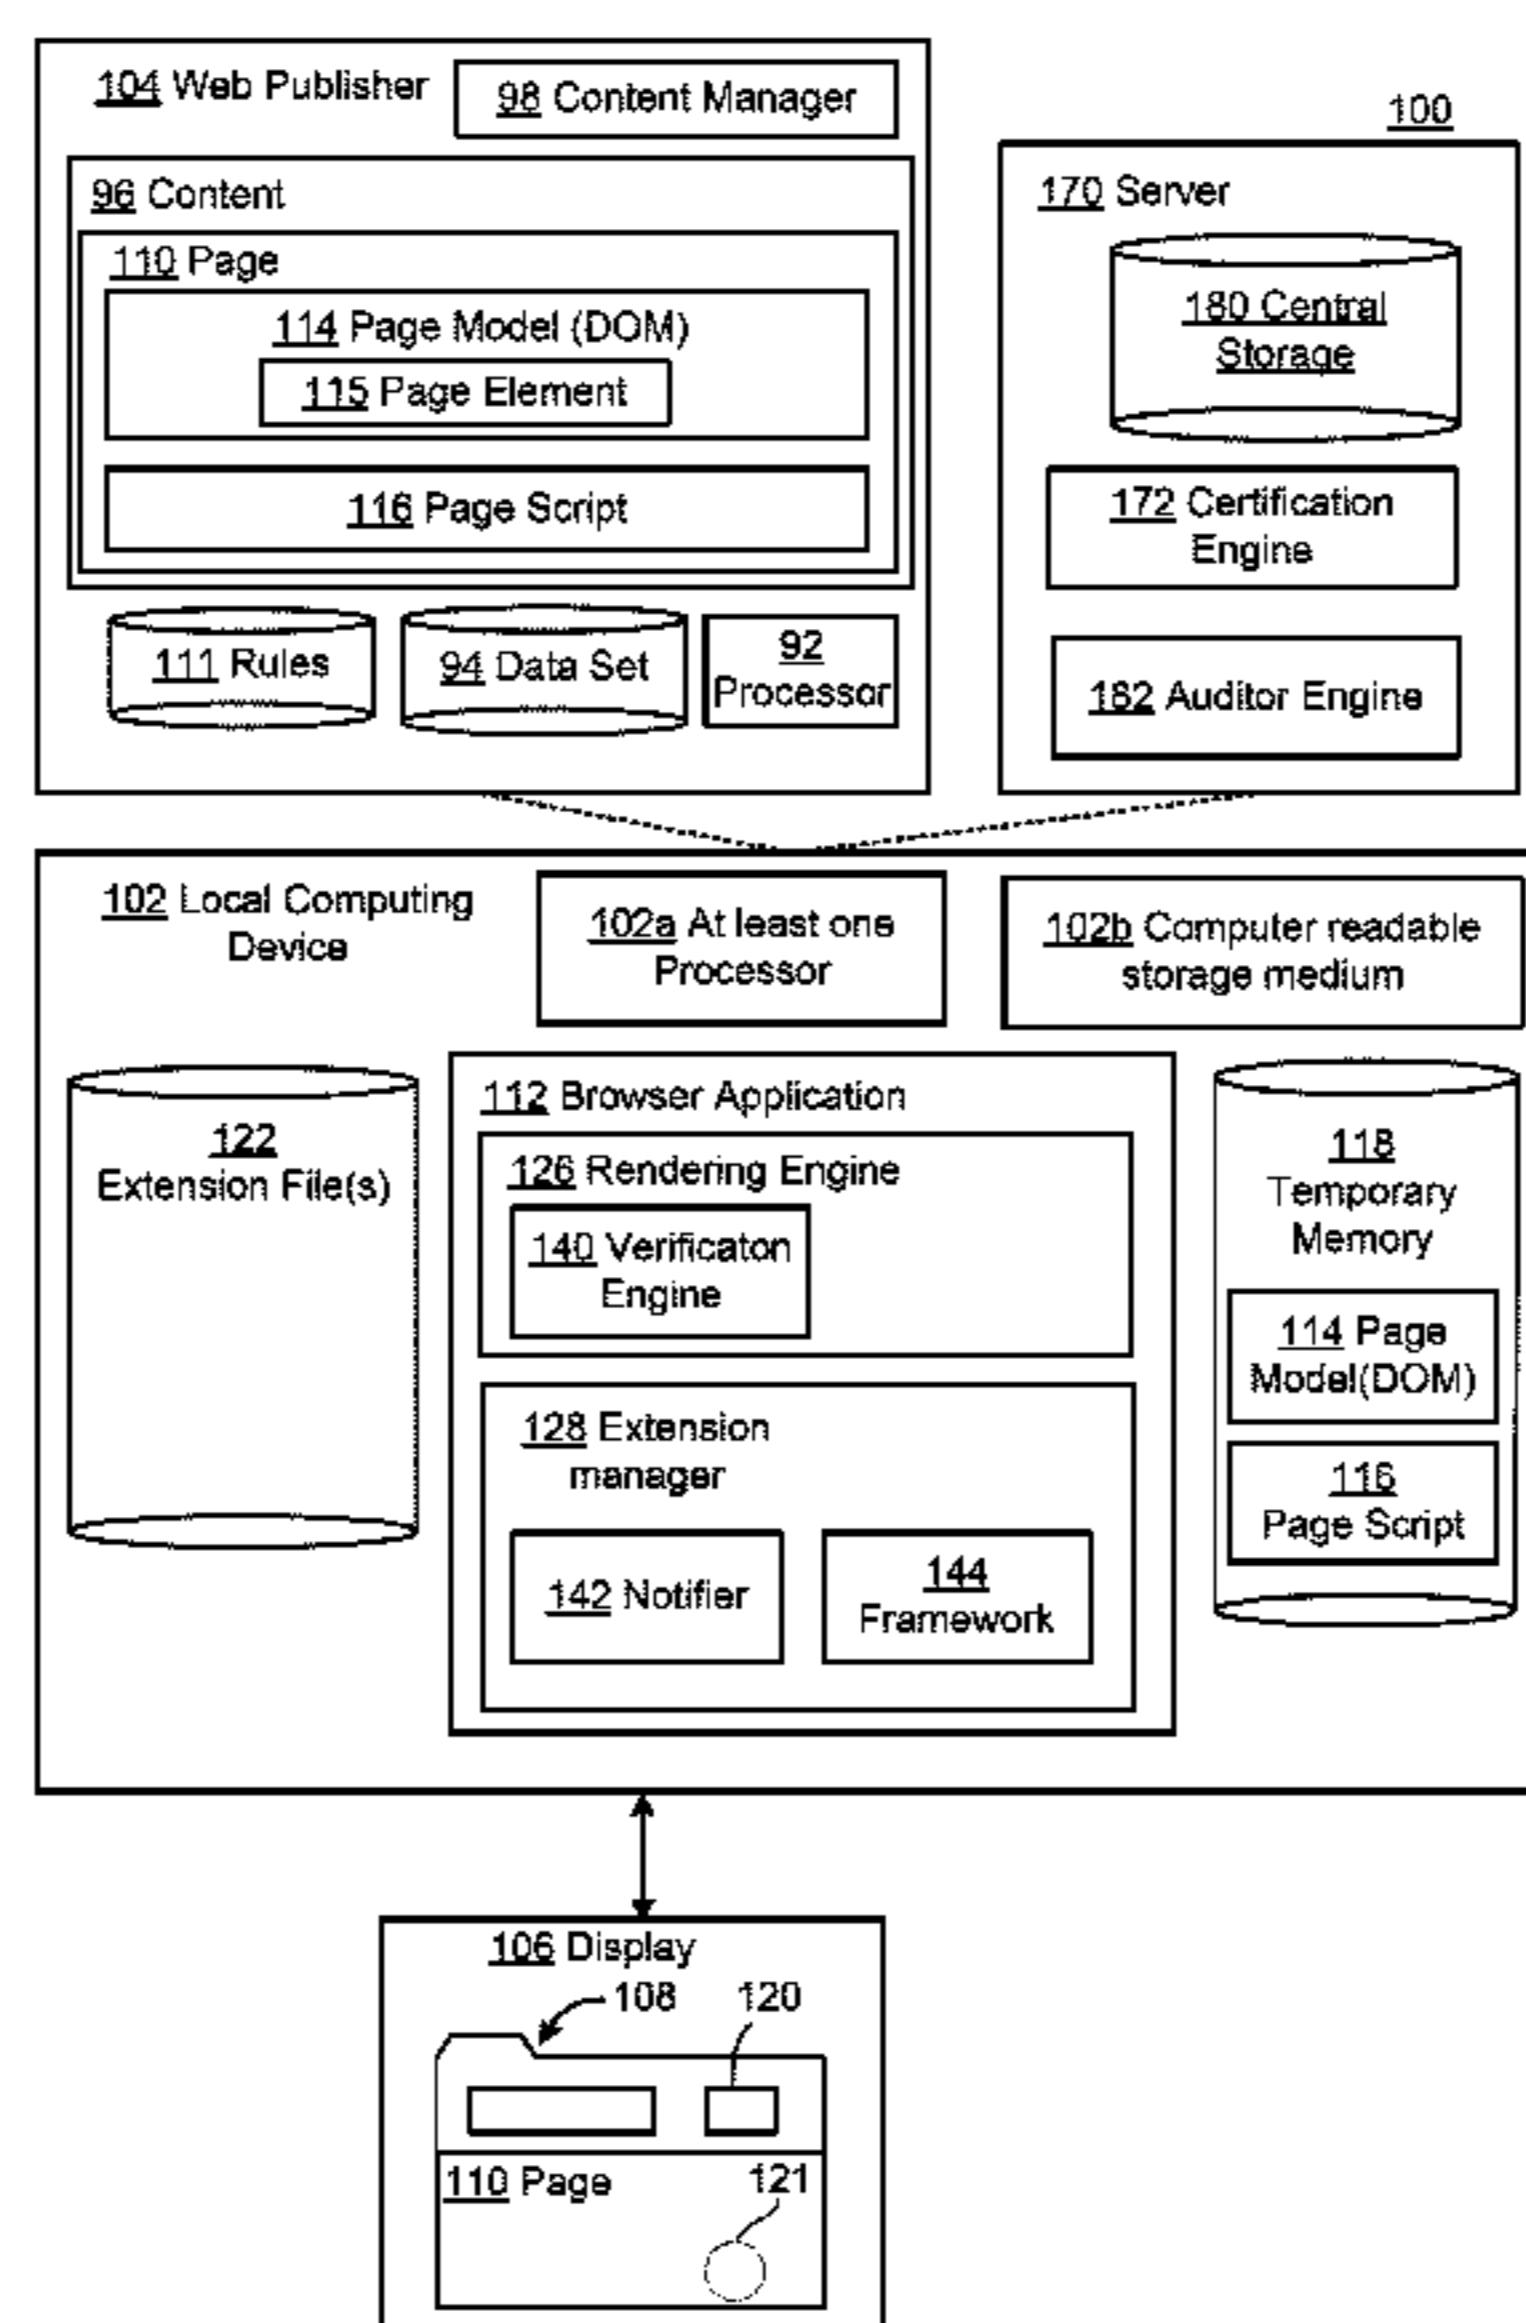 104 Web Publisher
98 Content Manager
100
96 Content
110 Page
114 Page Model (DOM)
115 Page Element
116 Page Script
111 Rules
94 Data Set
92
Processor
170 Server
180 Central
Storage
172 Certification
Engine
182 Auditor Engine
102 Local Computing
Device
102a At least one
Processor
102b Computer readable
storage medium
122
Extension File(s)
112 Browser Application
126 Rendering Engine
140 Verificaton
Engine
128 Extension
manager
142 Notifier
144
Framework
118
Temporary
Memory
114 Page
Model(DOM)
116
Page Script
106 Display
108
120
110 Page
121